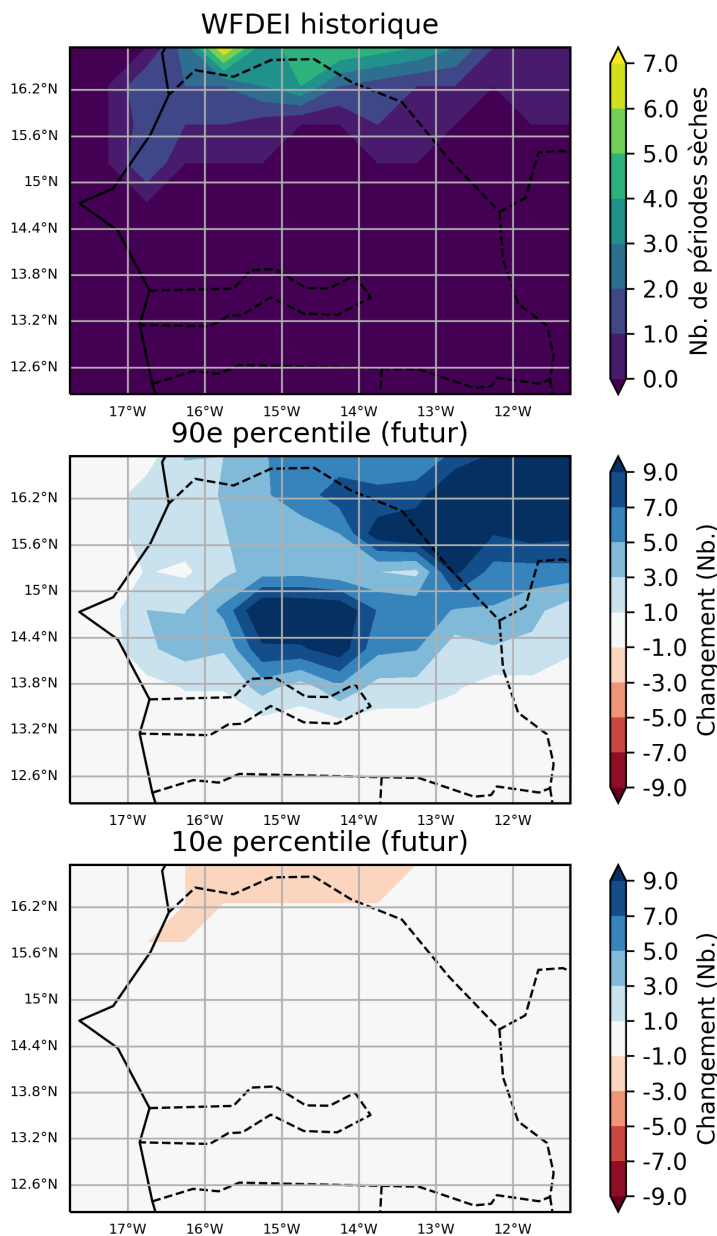 WFDEI historique
16.2°N
15.6°N
15°N
14.4°N
13.8°N
13.2°N
12.6°N
17°W 16°W 15°W 14°W 13°W 12°W
7.0
6.0
5.0
4.0
3.0
2.0
1.0
0.0
Nb. de périodes sèches
90e percentile (futur)
16.2°N
15.6°N
15°N
14.4°N
13.8°N
13.2°N
12.6°N
17°W 16°W 15°W 14°W 13°W 12°W
9.0
7.0
5.0
3.0
1.0
-1.0
-3.0
-5.0
-7.0
-9.0
Changement (Nb.)
10e percentile (futur)
16.2°N
15.6°N
15°N
14.4°N
13.8°N
13.2°N
12.6°N
17°W 16°W 15°W 14°W 13°W 12°W
9.0
7.0
5.0
3.0
1.0
-1.0
-3.0
-5.0
-7.0
-9.0
Changement (Nb.)